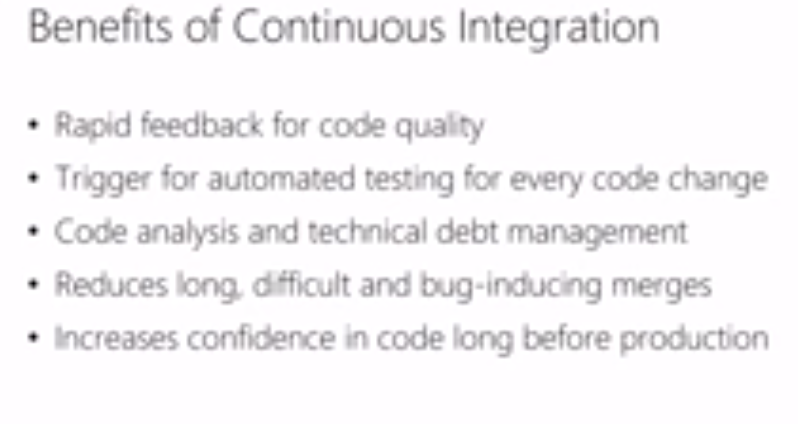 Benefits of Continuous Integration
• Rapid feedback for code quality
• Trigger for automated testing for every code change
• Code analysis and technical debt management
• Reduces long, difficult and bug-inducing merges
• Increases confidence in code long before production